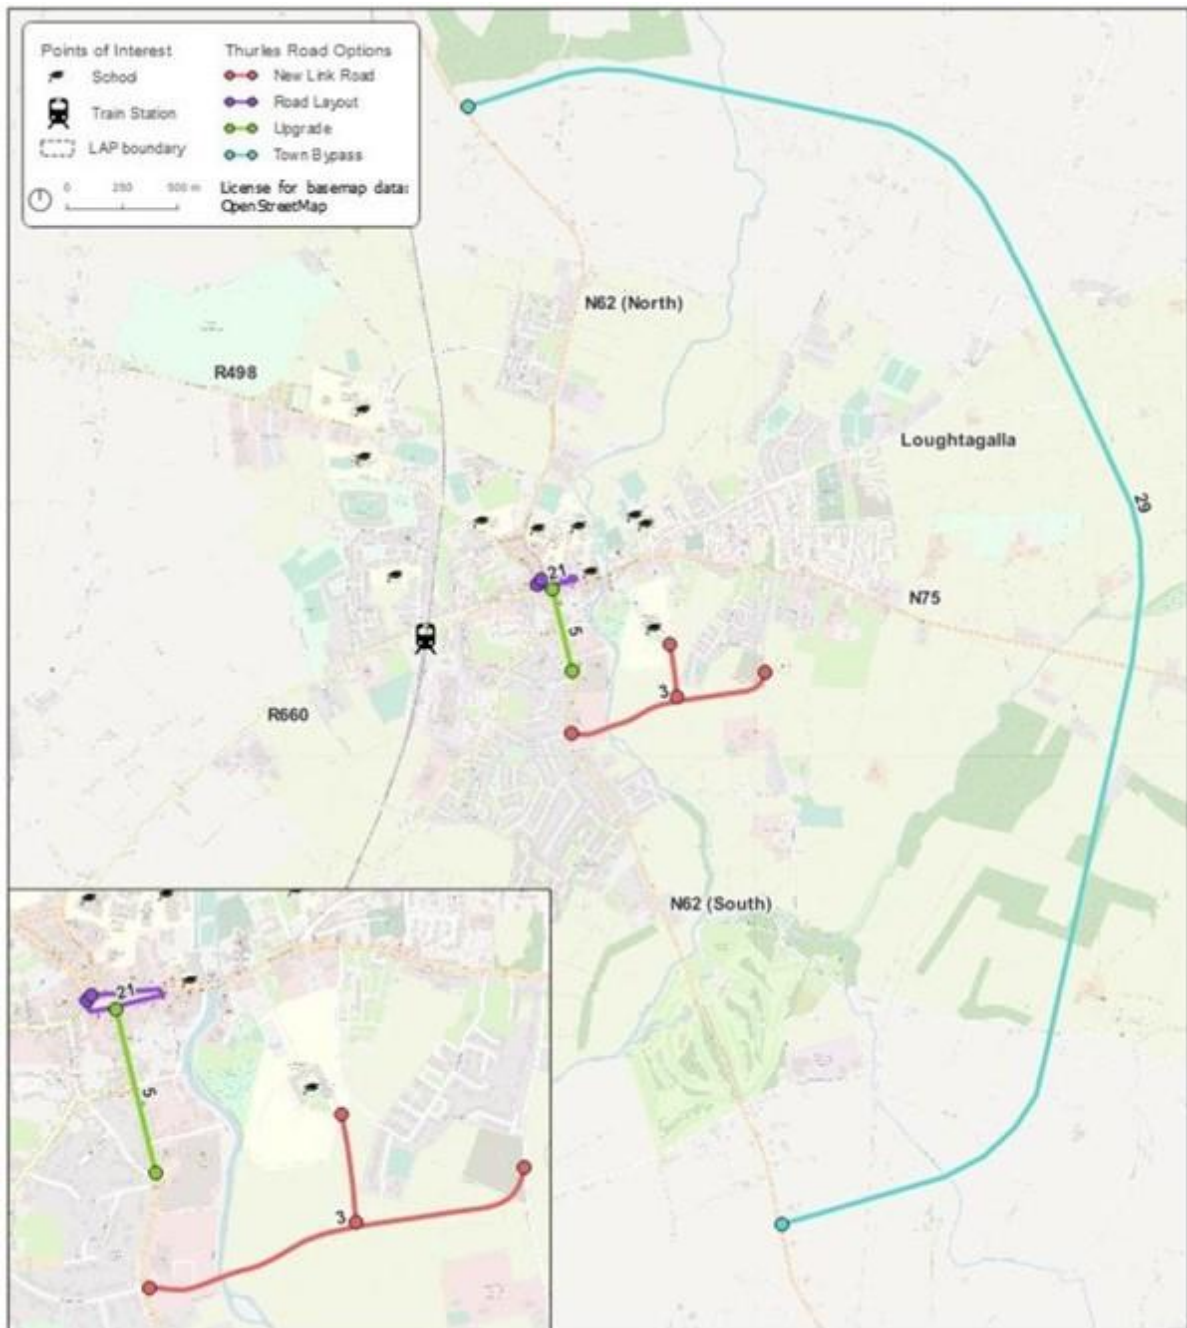 Points of Interest
School
Train Station
LAP boundary
Thurles Road Options
New Link Road
Road Layout
Upgrade
Town Bypass
0 250 500 m
License for basemap data:
OpenStreetMap
N62 (North)
R498
Loughtagalla
29
21
N75
5
3
R660
N62 (South)
21
5
3